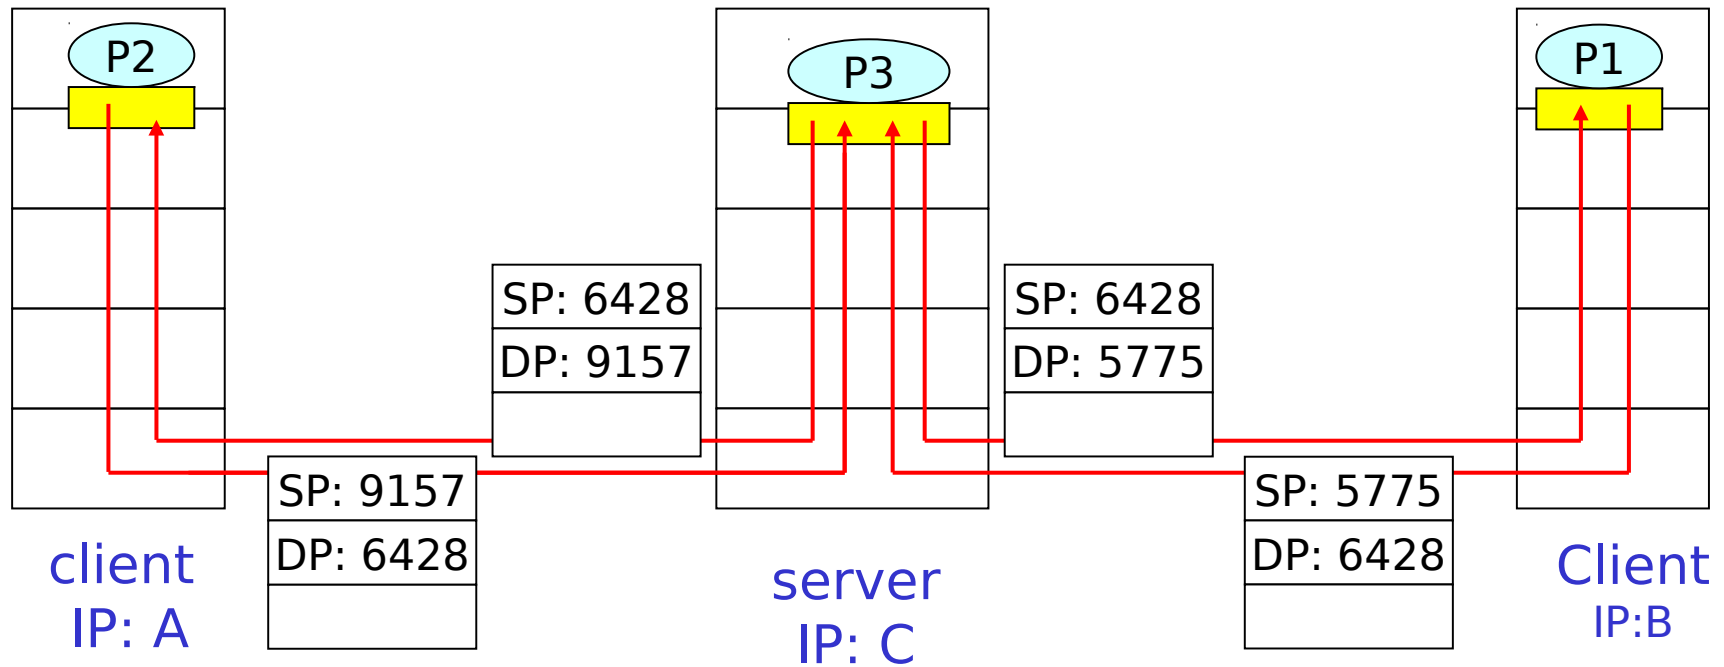 P2
P3
P1
SP: 6428
DP: 9157
SP: 6428
DP: 5775
SP: 9157
DP: 6428
SP: 5775
DP: 6428
client
IP: A
server
IP: C
Client
IP:B